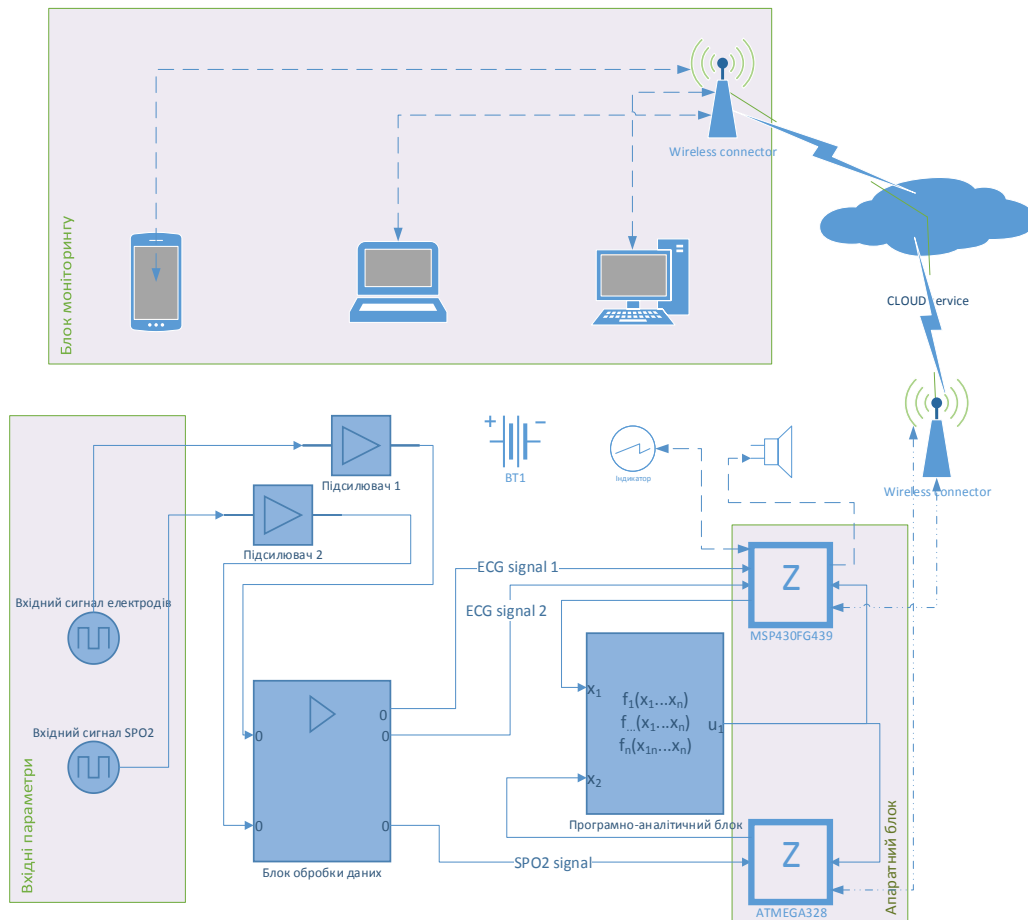 Wireless connector
Блок моніторингу
CLOUD service
Wireless connector
+
-
BT1
Індикатор
Підсилювач 1
Підсилювач 2
Вхідний сигнал електродів
Вхідний сигнал SPO2
Вхідні параметри
0
0
0
0
0
Блок обробки даних
ECG signal 1
ECG signal 2
SPO2 signal
x1
x2
f1(x1...xn)
f...(x1...xn)
fn(x1n...xn)
u1
Програмно-аналітичний блок
Z
MSP430FG439
Z
ATMEGA328
Апаратний блок